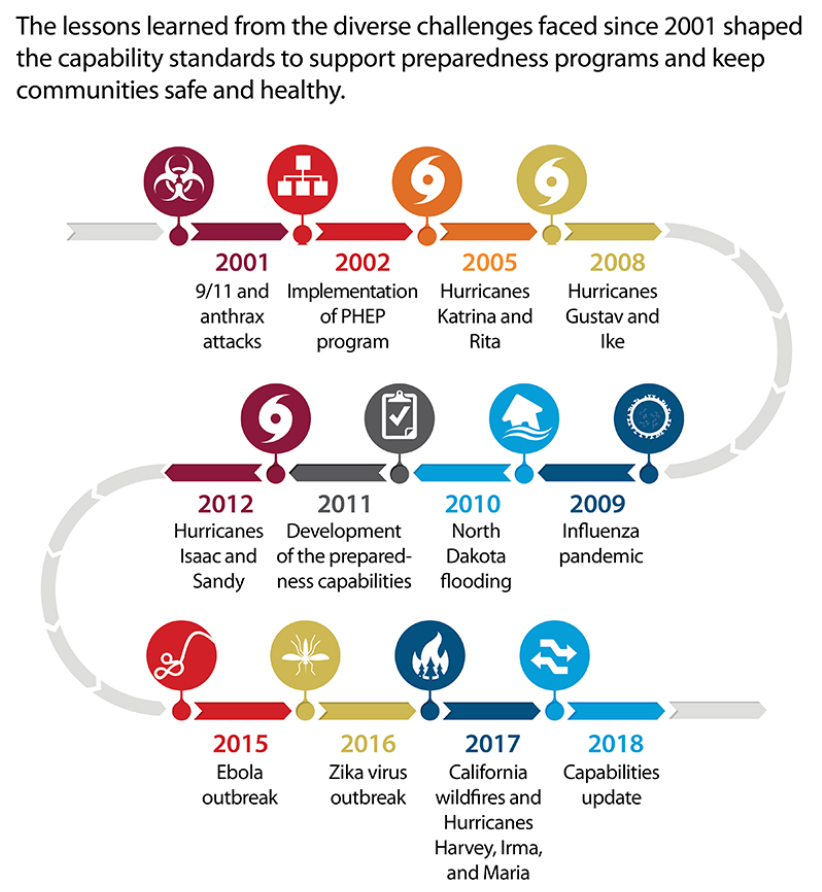 The lessons learned from the diverse challenges faced since 2001 shaped
the capability standards to support preparedness programs and keep
communities safe and healthy.
2001
9/11 and
anthrax
attacks
2002
Implementation
of PHEP
program
2005
Hurricanes
Katrina and
Rita
2008
Hurricanes
Gustav and
Ike
2009
Influenza
pandemic
2010
North
Dakota
flooding
2011
Development
of the prepared-
ness capabilities
2012
Hurricanes
Isaac and
Sandy
2015
Ebola
outbreak
2016
Zika virus
outbreak
2017
California
wildfires and
Hurricanes
Harvey, Irma,
and Maria
2018
Capabilities
update